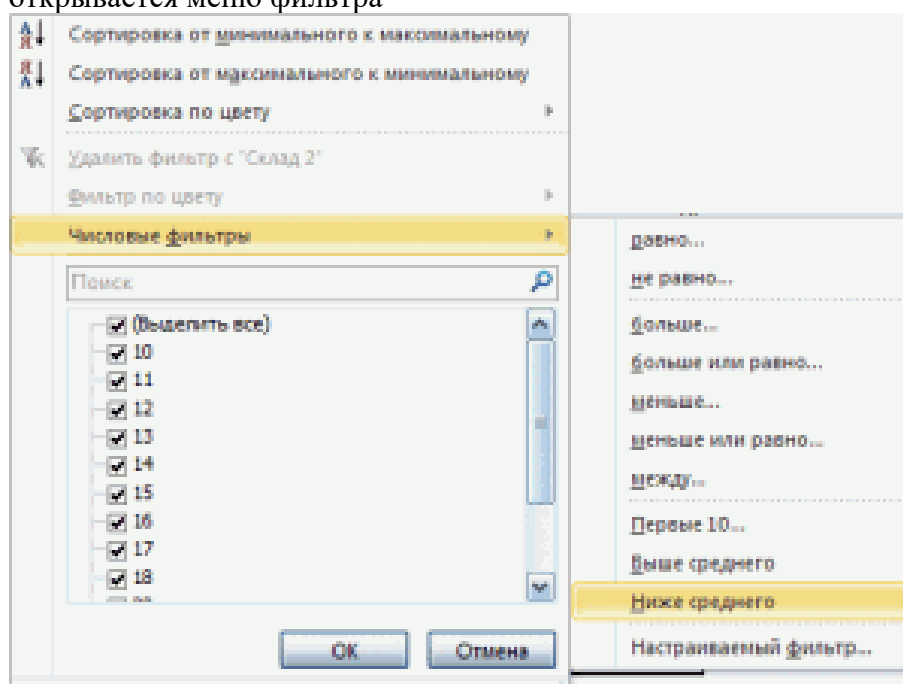 открывается меню фильтра
Сортировка от минимального к максимальному
Сортировка от максимального к минимальному
Сортировка по цвету
Удалить фильтр с "Склад 2"
Фильтр по цвету
Числовые фильтры
Поиск
(Выделить все)
10
11
12
13
14
15
16
17
18
ОК Отмена
равно...
не равно...
больше...
больше или равно...
меньше...
меньше или равно...
между...
Первые 10...
Выше среднего
Ниже среднего
Настраиваемый фильтр...